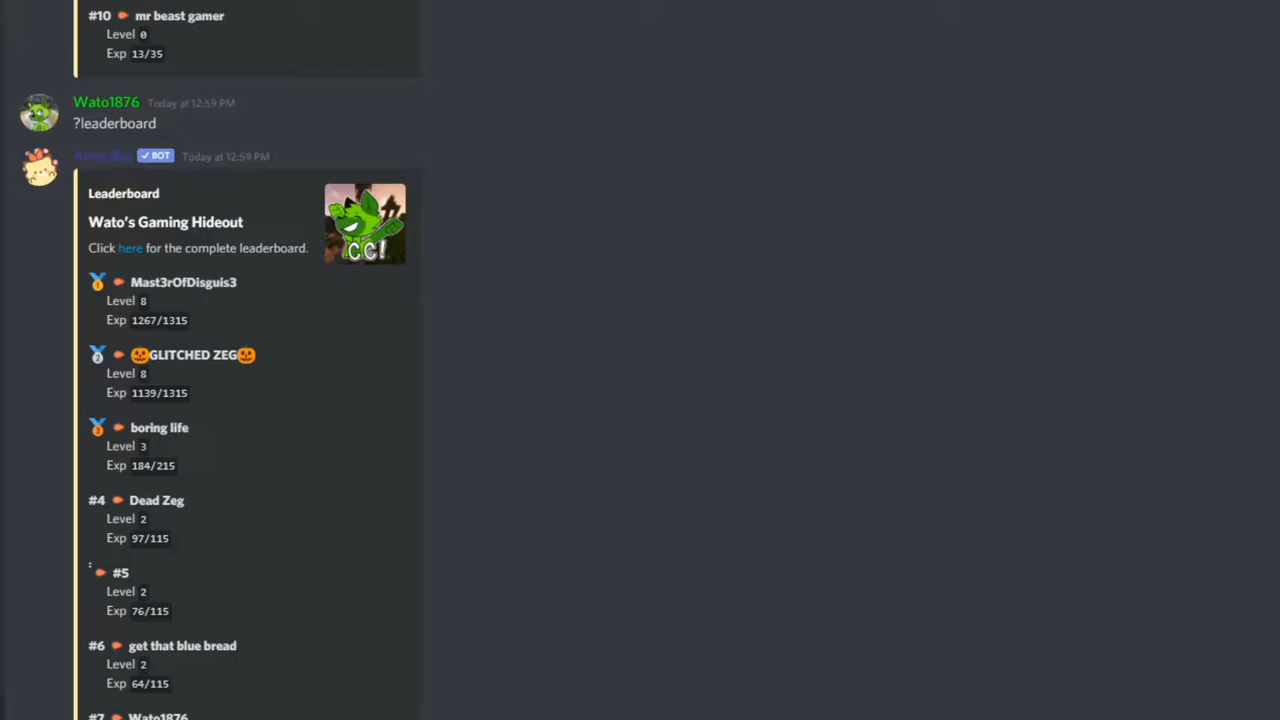 #10 mr beast gamer
Level 0
Exp 13/35
Wato1876 Today at 12:59 PM
?leaderboard
✓ BOT Today at 12:59 PM
Leaderboard
Wato's Gaming Hideout
Click here for the complete leaderboard.
CC!
1 Mast3rOfDisguis3
Level 8
Exp 1267/1315
2 🎃GLITCHED ZEG🎃
Level 8
Exp 1139/1315
3 boring life
Level 3
Exp 184/215
#4 Dead Zeg
Level 2
Exp 97/115
: #5
Level 2
Exp 76/115
#6 get that blue bread
Level 2
Exp 64/115
#7 Wato1876